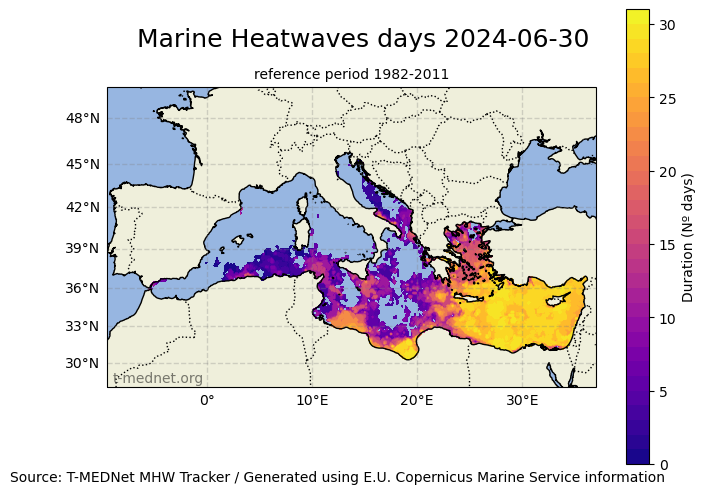 Marine Heatwaves days 2024-06-30
reference period 1982-2011
48°N
45°N
42°N
39°N
36°N
33°N
30°N
t-mednet.org
0°
10°E
20°E
30°E
30
25
20
15
10
5
0
Duration (Nº days)
Source: T-MEDNet MHW Tracker / Generated using E.U. Copernicus Marine Service information